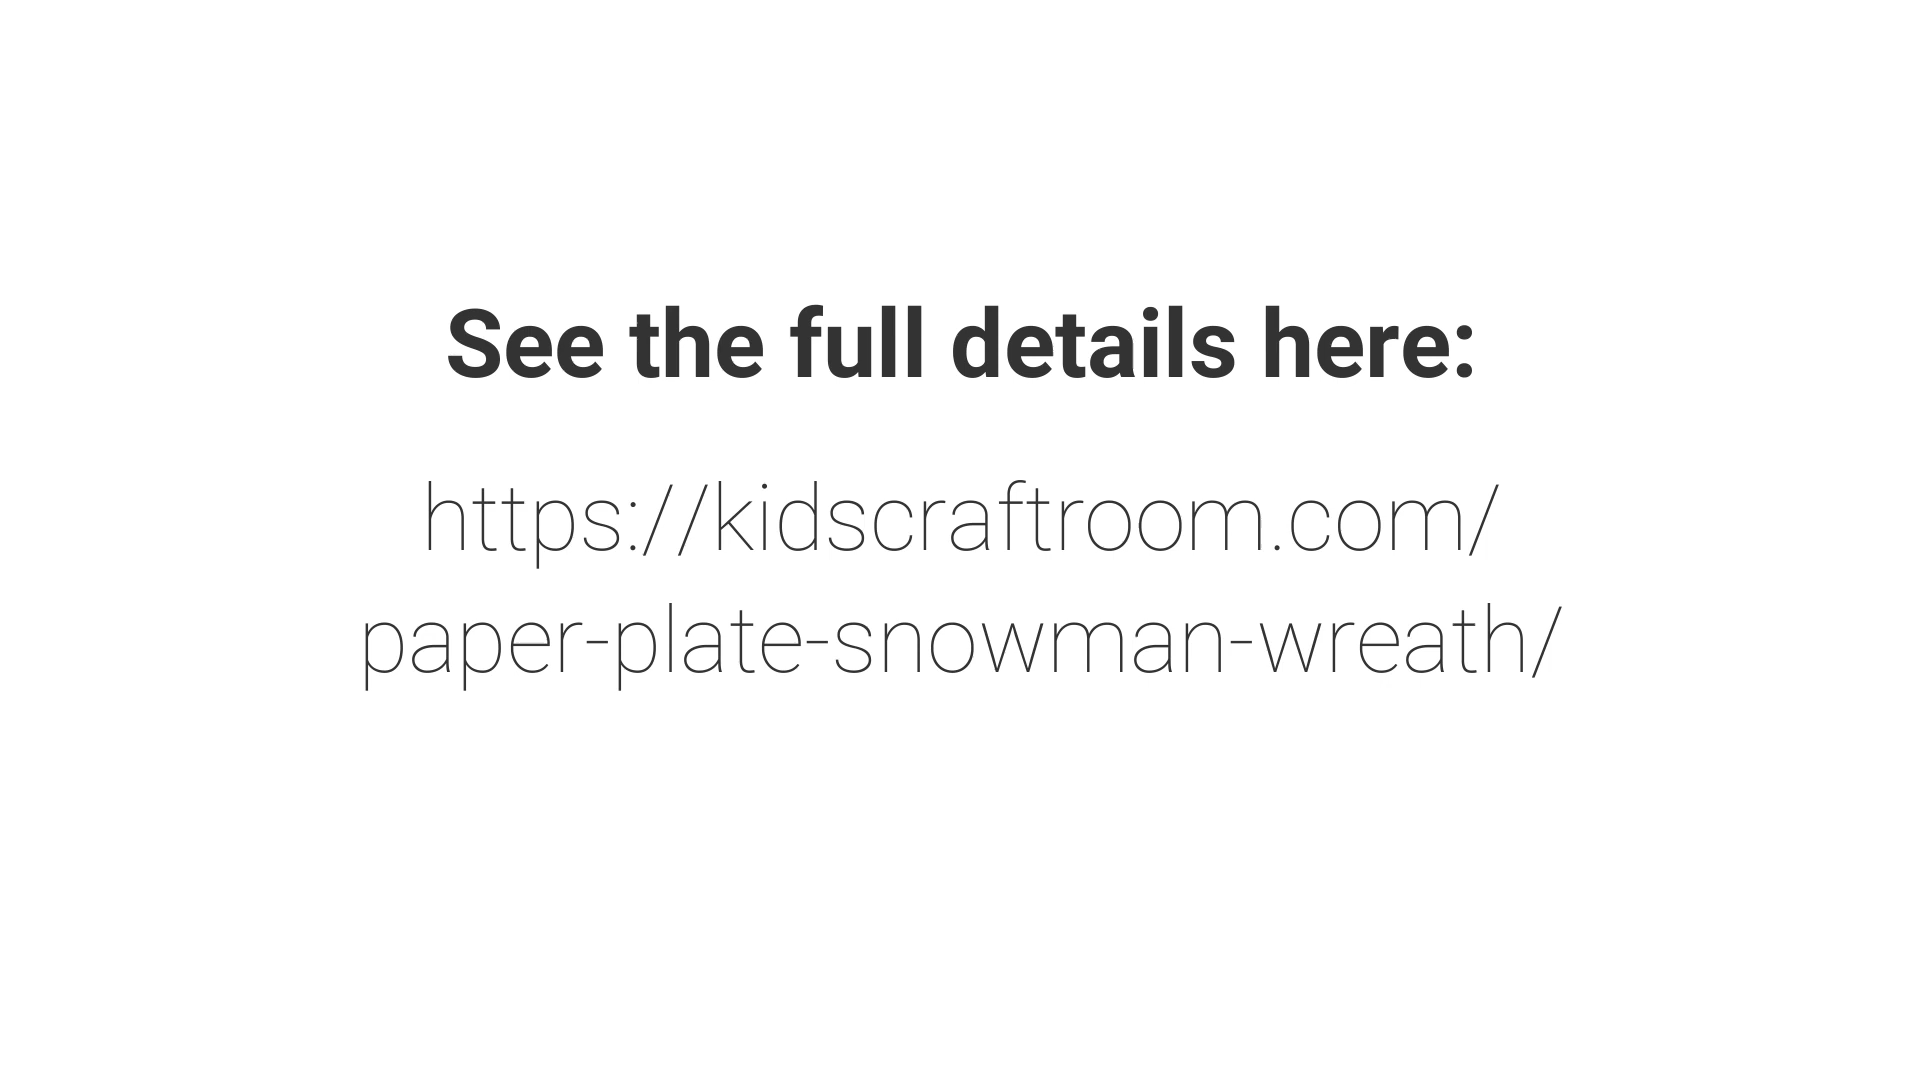 See the full details here:
https://kidscraftroom.com/
paper-plate-snowman-wreath/